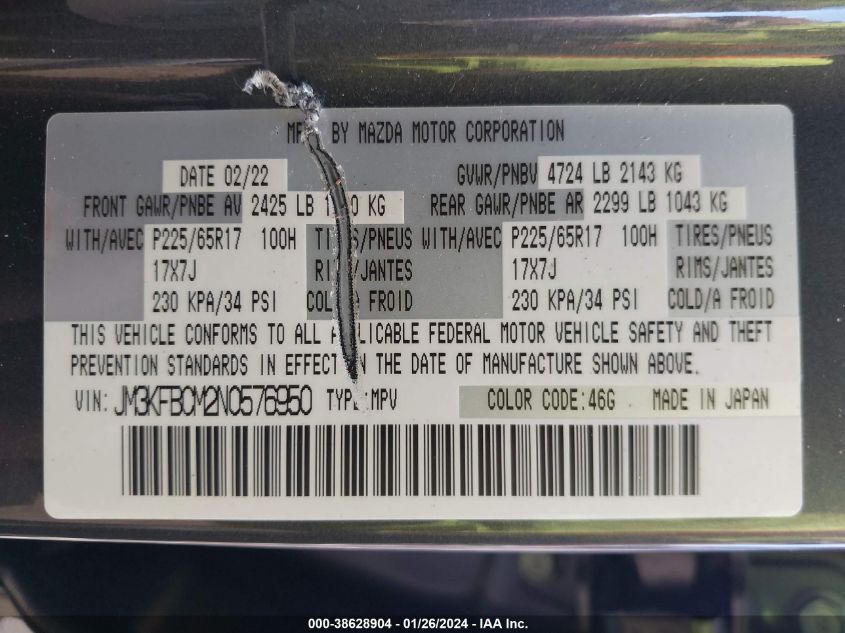 BY MAZDA MOTOR CORPORATION
DATE 02/22 GVWR/PNBV 4724 LB 2143 KG
FRONT GAWR/PNBE AV 2425 LB KG REAR GAWR/PNBE AR 2299 LB 1043 KG
WITH/AVEC P225/65R17 100H TIRES/PNEUS WITH/AVEC P225/65R17 100H TIRES/PNEUS
17X7J RIMS/JANTES 17X7J RIMS/JANTES
230 KPA/34 PSI COLD/A FROID 230 KPA/34 PSI COLD/A FROID
THIS VEHICLE CONFORMS TO ALL APPLICABLE FEDERAL MOTOR VEHICLE SAFETY AND THEFT
PREVENTION STANDARDS IN EFFECT ON THE DATE OF MANUFACTURE SHOWN ABOVE.
VIN: JM3KFBCM2N0576950 TYPE:MPV COLOR CODE:46G MADE IN JAPAN
000-38628904 - 01/26/2024 - IAA Inc.